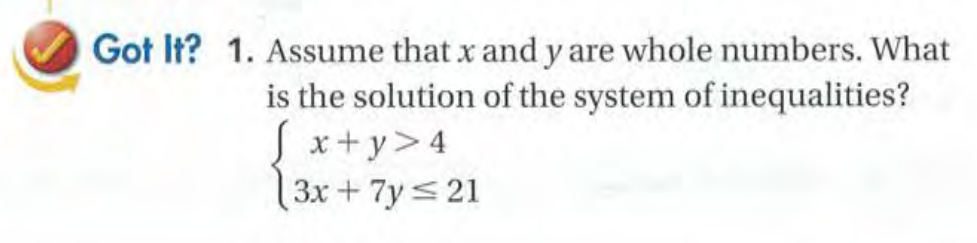 Got It? 1. Assume that x and y are whole numbers. What
is the solution of the system of inequalities?
x + y > 4
3x + 7y ≤ 21